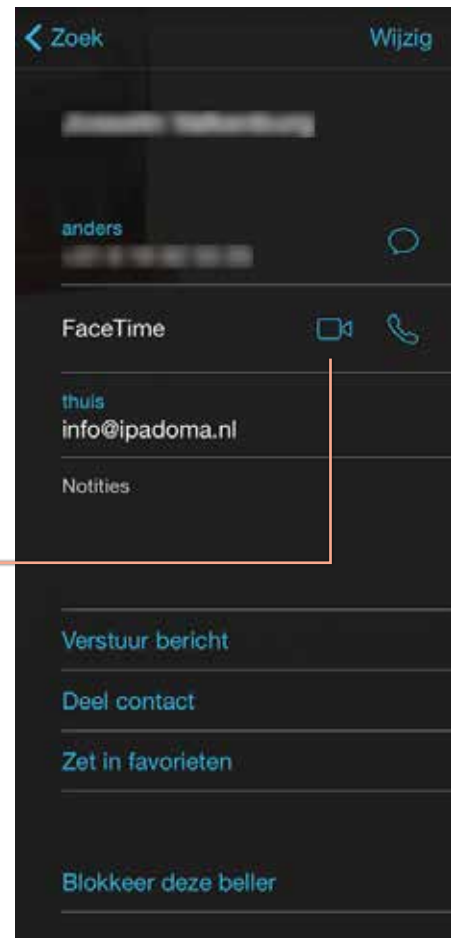 Zoek
Wijzig
anders
FaceTime
thuis
info@ipadoma.nl
Notities
Verstuur bericht
Deel contact
Zet in favorieten
Blokkeer deze beller